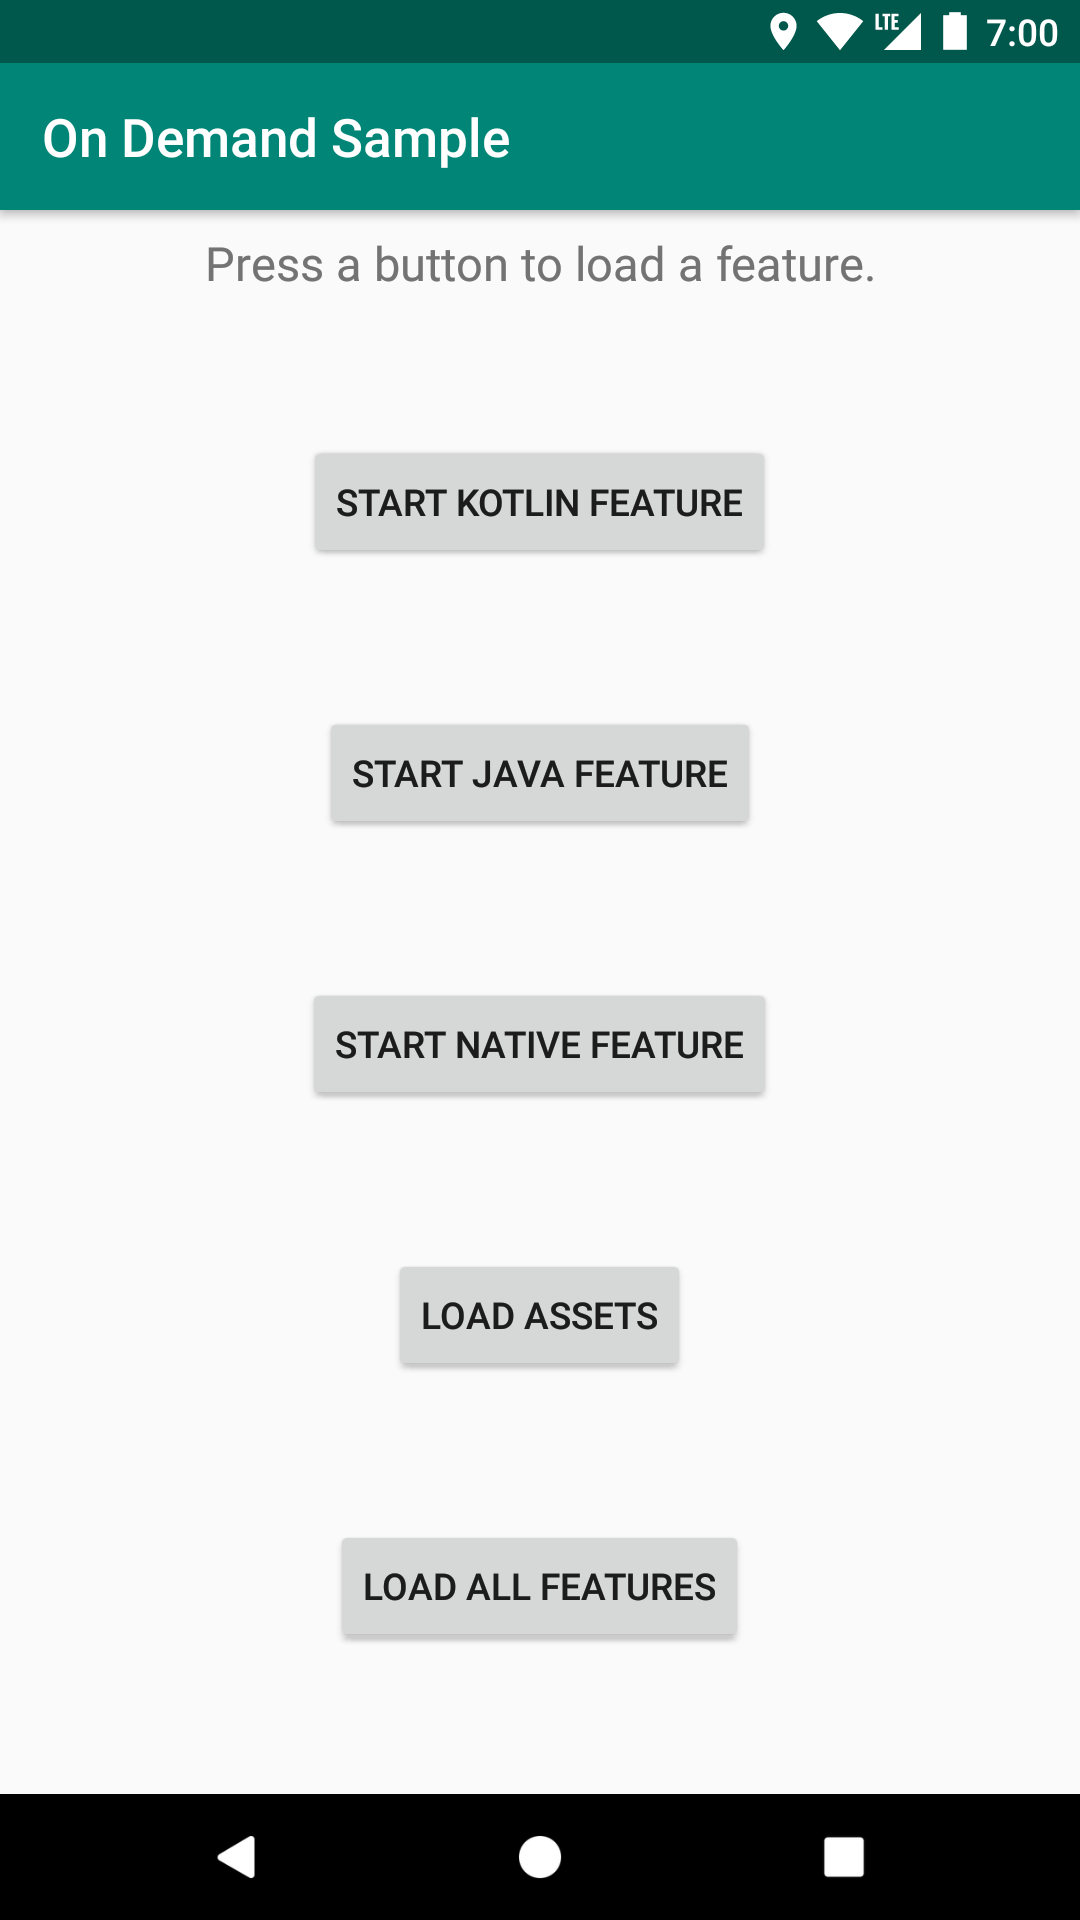 LTE 7:00
On Demand Sample
Press a button to load a feature.
START KOTLIN FEATURE
START JAVA FEATURE
START NATIVE FEATURE
LOAD ASSETS
LOAD ALL FEATURES